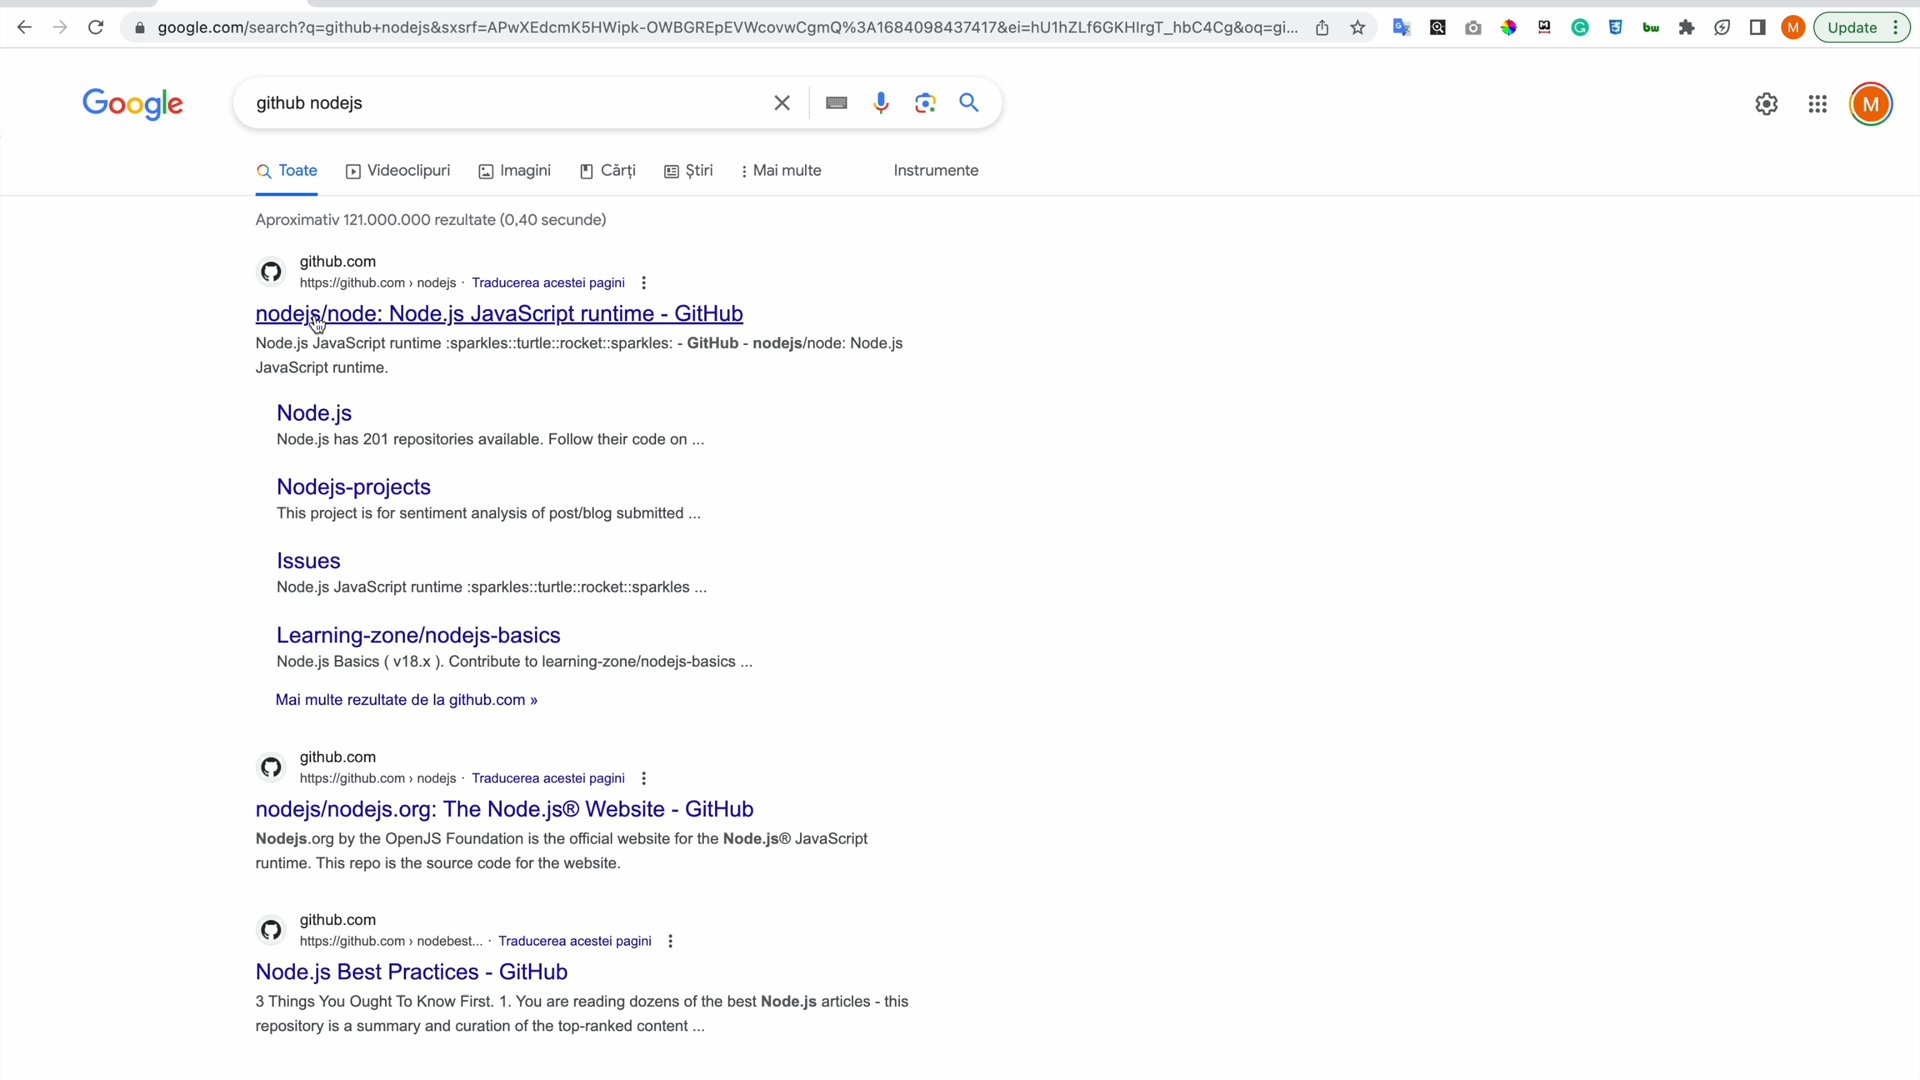 google.com/search?q=github+nodejs&sxsrf=APwXEdcmK5HWipk-OWBGREpEVWcovwCgmQ%3A1684098437417&ei=hU1hZLf6GKHlrgT_hbC4Cg&oq=gi...
bw
M
Update
Google
github nodejs
M
Toate
Videoclipuri
Imagini
Cărți
Știri
Mai multe
Instrumente
Aproximativ 121.000.000 rezultate (0,40 secunde)
github.com
https://github.com › nodejs · Traducerea acestei pagini
nodejs/node: Node.js JavaScript runtime - GitHub
Node.js JavaScript runtime :sparkles::turtle::rocket::sparkles: - GitHub - nodejs/node: Node.js
JavaScript runtime.
Node.js
Node.js has 201 repositories available. Follow their code on ...
Nodejs-projects
This project is for sentiment analysis of post/blog submitted ...
Issues
Node.js JavaScript runtime :sparkles::turtle::rocket::sparkles ...
Learning-zone/nodejs-basics
Node.js Basics ( v18.x ). Contribute to learning-zone/nodejs-basics ...
Mai multe rezultate de la github.com »
github.com
https://github.com › nodejs · Traducerea acestei pagini
nodejs/nodejs.org: The Node.js® Website - GitHub
Nodejs.org by the OpenJS Foundation is the official website for the Node.js® JavaScript
runtime. This repo is the source code for the website.
github.com
https://github.com › nodebest... · Traducerea acestei pagini
Node.js Best Practices - GitHub
3 Things You Ought To Know First. 1. You are reading dozens of the best Node.js articles - this
repository is a summary and curation of the top-ranked content ...